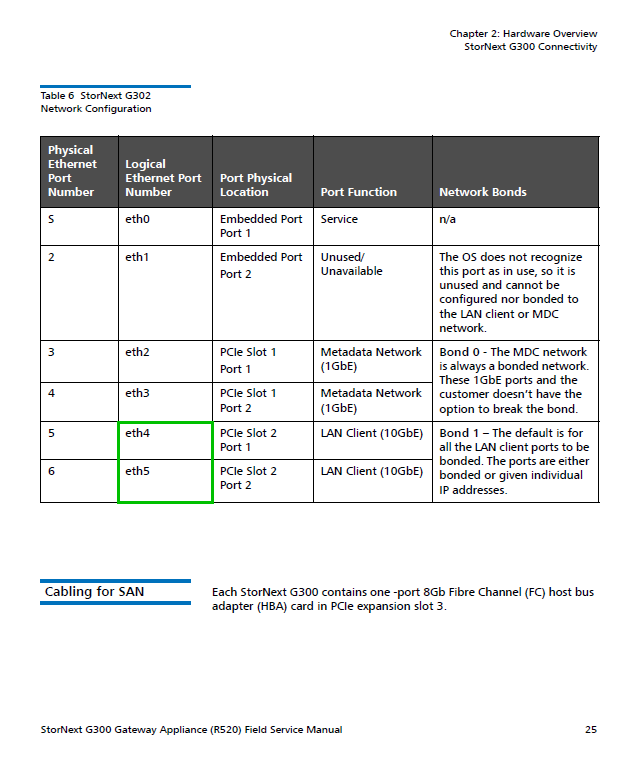 Chapter 2: Hardware Overview
StorNext G300 Connectivity
Table 6  StorNext G302
Network Configuration
Physical
Ethernet
Port
Number
Logical
Ethernet Port
Number
Port Physical
Location
Port Function
Network Bonds
S
eth0
Embedded Port
Port 1
Service
n/a
2
eth1
Embedded Port
Port 2
Unused/
Unavailable
The OS does not recognize
this port as in use, so it is
unused and cannot be
configured nor bonded to
the LAN client or MDC
network.
3
eth2
PCIe Slot 1
Port 1
Metadata Network
(1GbE)
Bond 0 - The MDC network
is always a bonded network.
These 1GbE ports and the
customer doesn’t have the
option to break the bond.
4
eth3
PCIe Slot 1
Port 2
Metadata Network
(1GbE)
5
eth4
PCIe Slot 2
Port 1
LAN Client (10GbE)
Bond 1 – The default is for
all the LAN client ports to be
bonded. The ports are either
bonded or given individual
IP addresses.
6
eth5
PCIe Slot 2
Port 2
LAN Client (10GbE)
Cabling for SAN
Each StorNext G300 contains one -port 8Gb Fibre Channel (FC) host bus
adapter (HBA) card in PCIe expansion slot 3.
StorNext G300 Gateway Appliance (R520) Field Service Manual
25